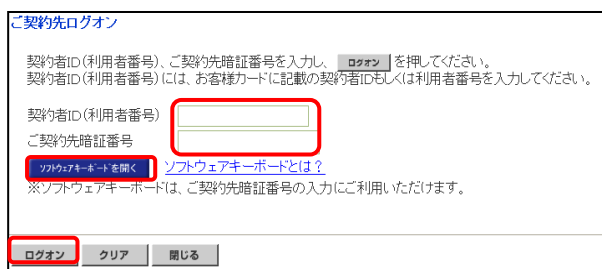 ご契約先ログオン
契約者ID(利用者番号)、ご契約先暗証番号を入力し、 ログオン を押してください。
契約者ID(利用者番号)には、お客様カードに記載の契約者IDもしくは利用者番号を入力してください。
契約者ID(利用者番号)
ご契約先暗証番号
ソフトウェアキーボードを開く ソフトウェアキーボードとは?
※ソフトウェアキーボードは、ご契約先暗証番号の入力にご利用いただけます。
ログオン クリア 閉じる